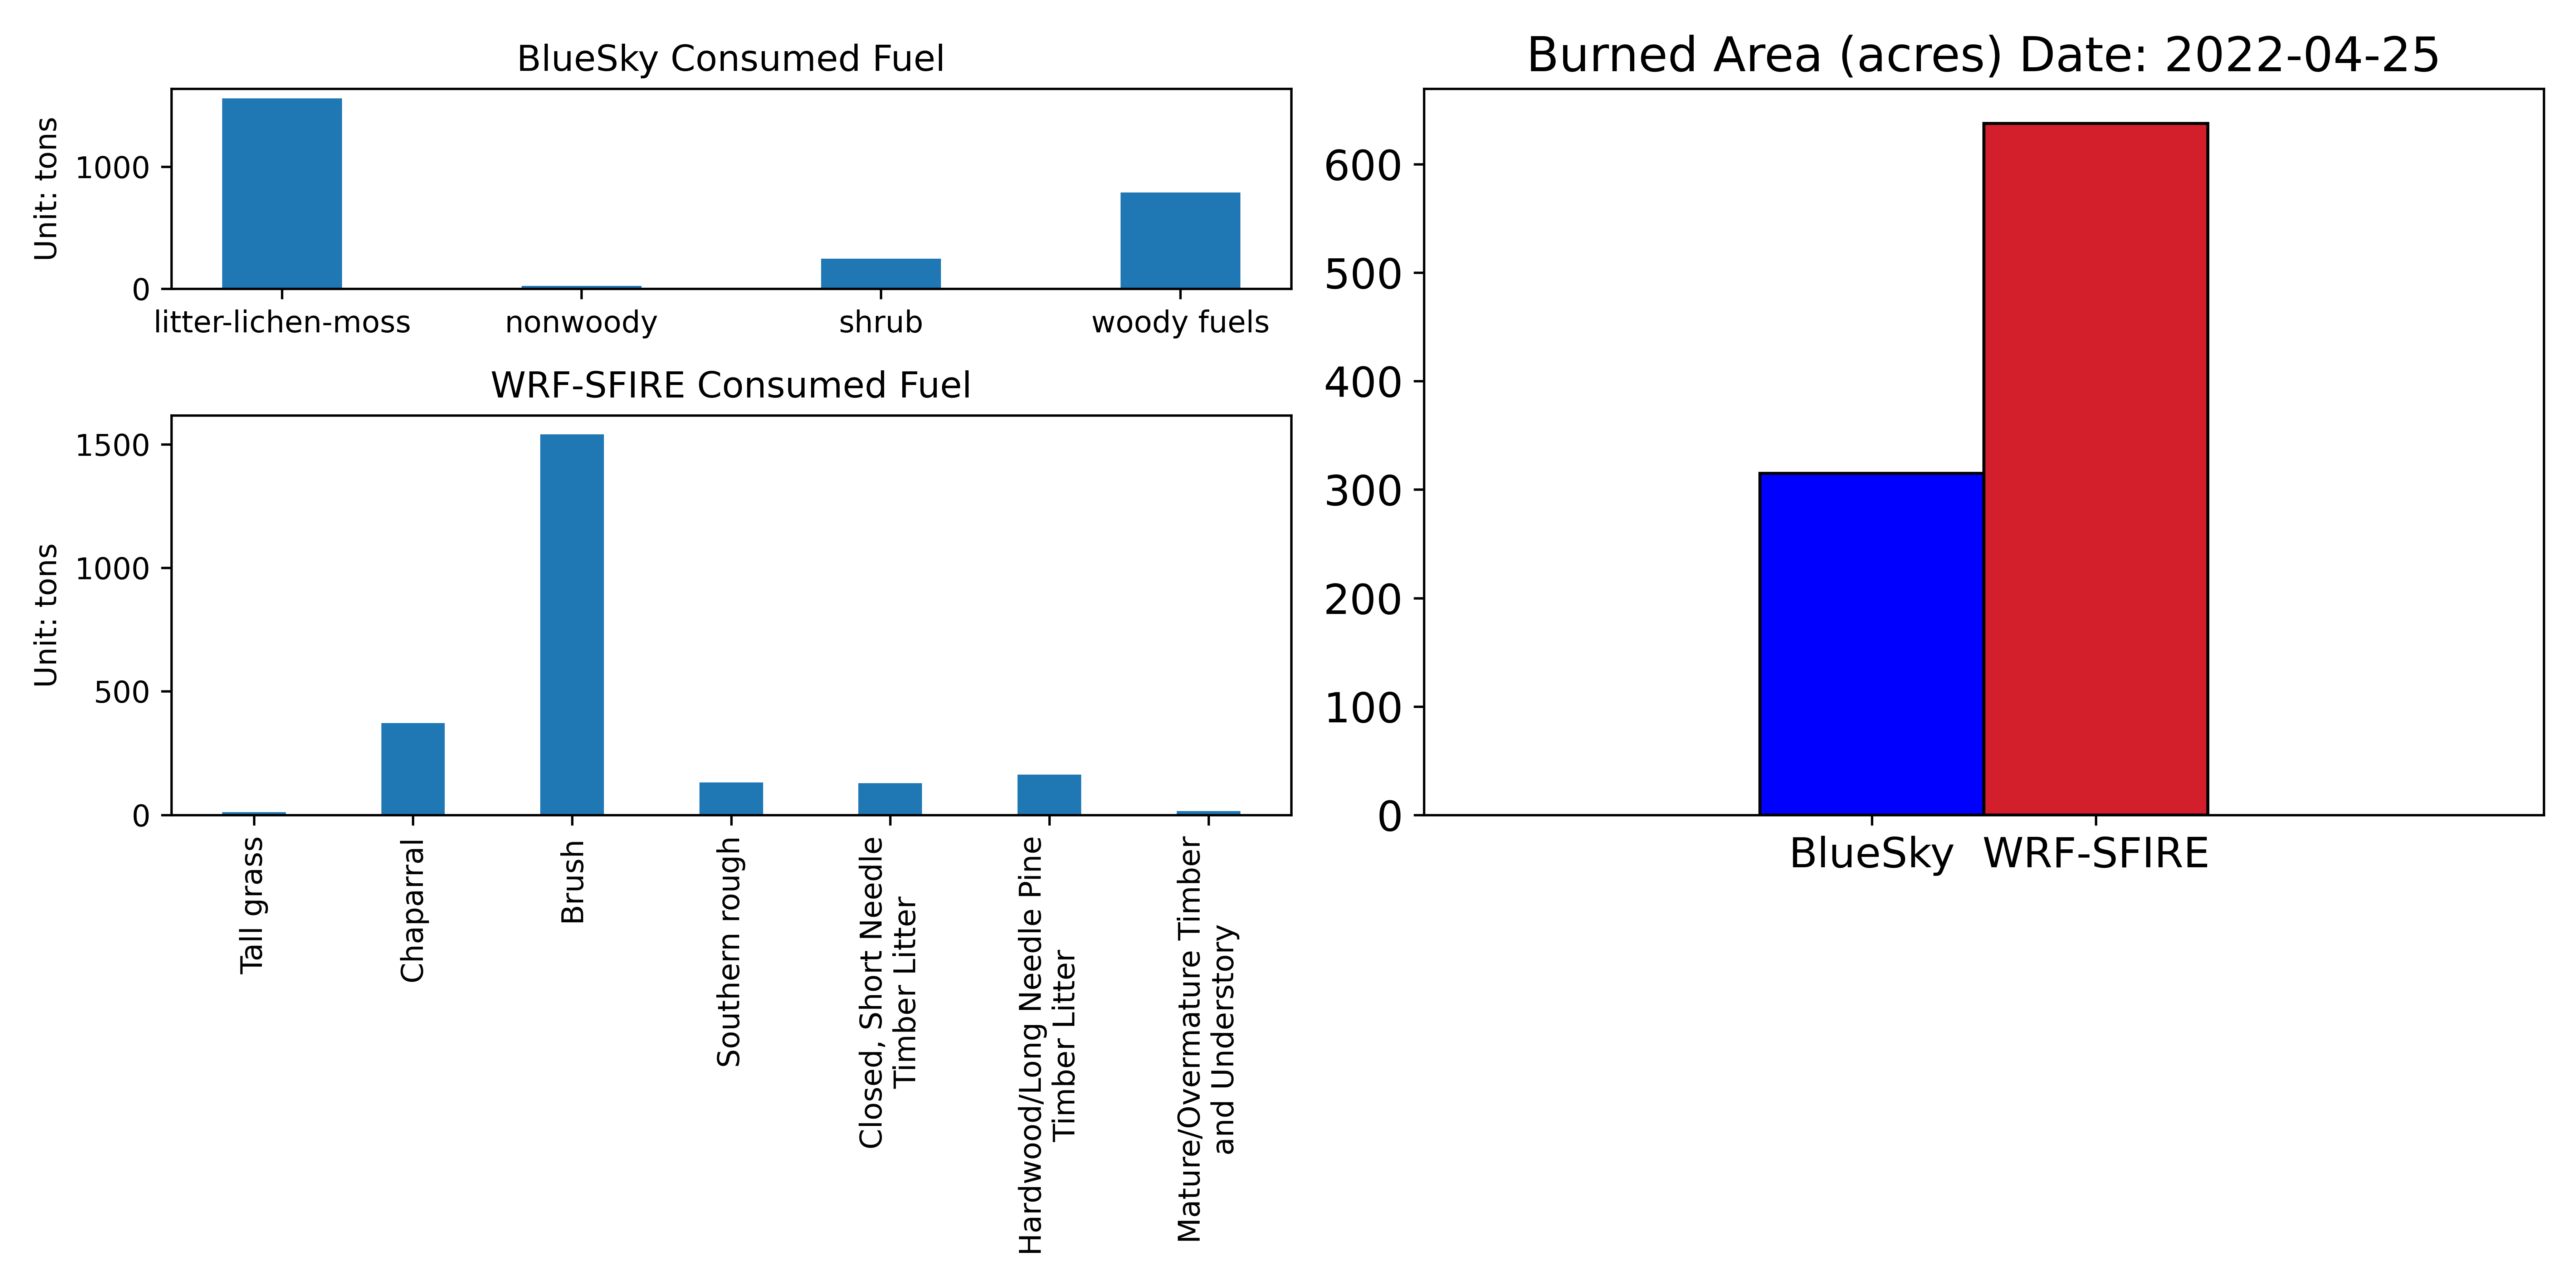 BlueSky Consumed Fuel
Unit: tons
1000
0
litter-lichen-moss
nonwoody
shrub
woody fuels
WRF-SFIRE Consumed Fuel
Unit: tons
1500
1000
500
0
Tall grass
Chaparral
Brush
Southern rough
Closed, Short Needle
Timber Litter
Hardwood/Long Needle Pine
Timber Litter
Mature/Overmature Timber
and Understory
Burned Area (acres) Date: 2022-04-25
600
500
400
300
200
100
0
BlueSky
WRF-SFIRE